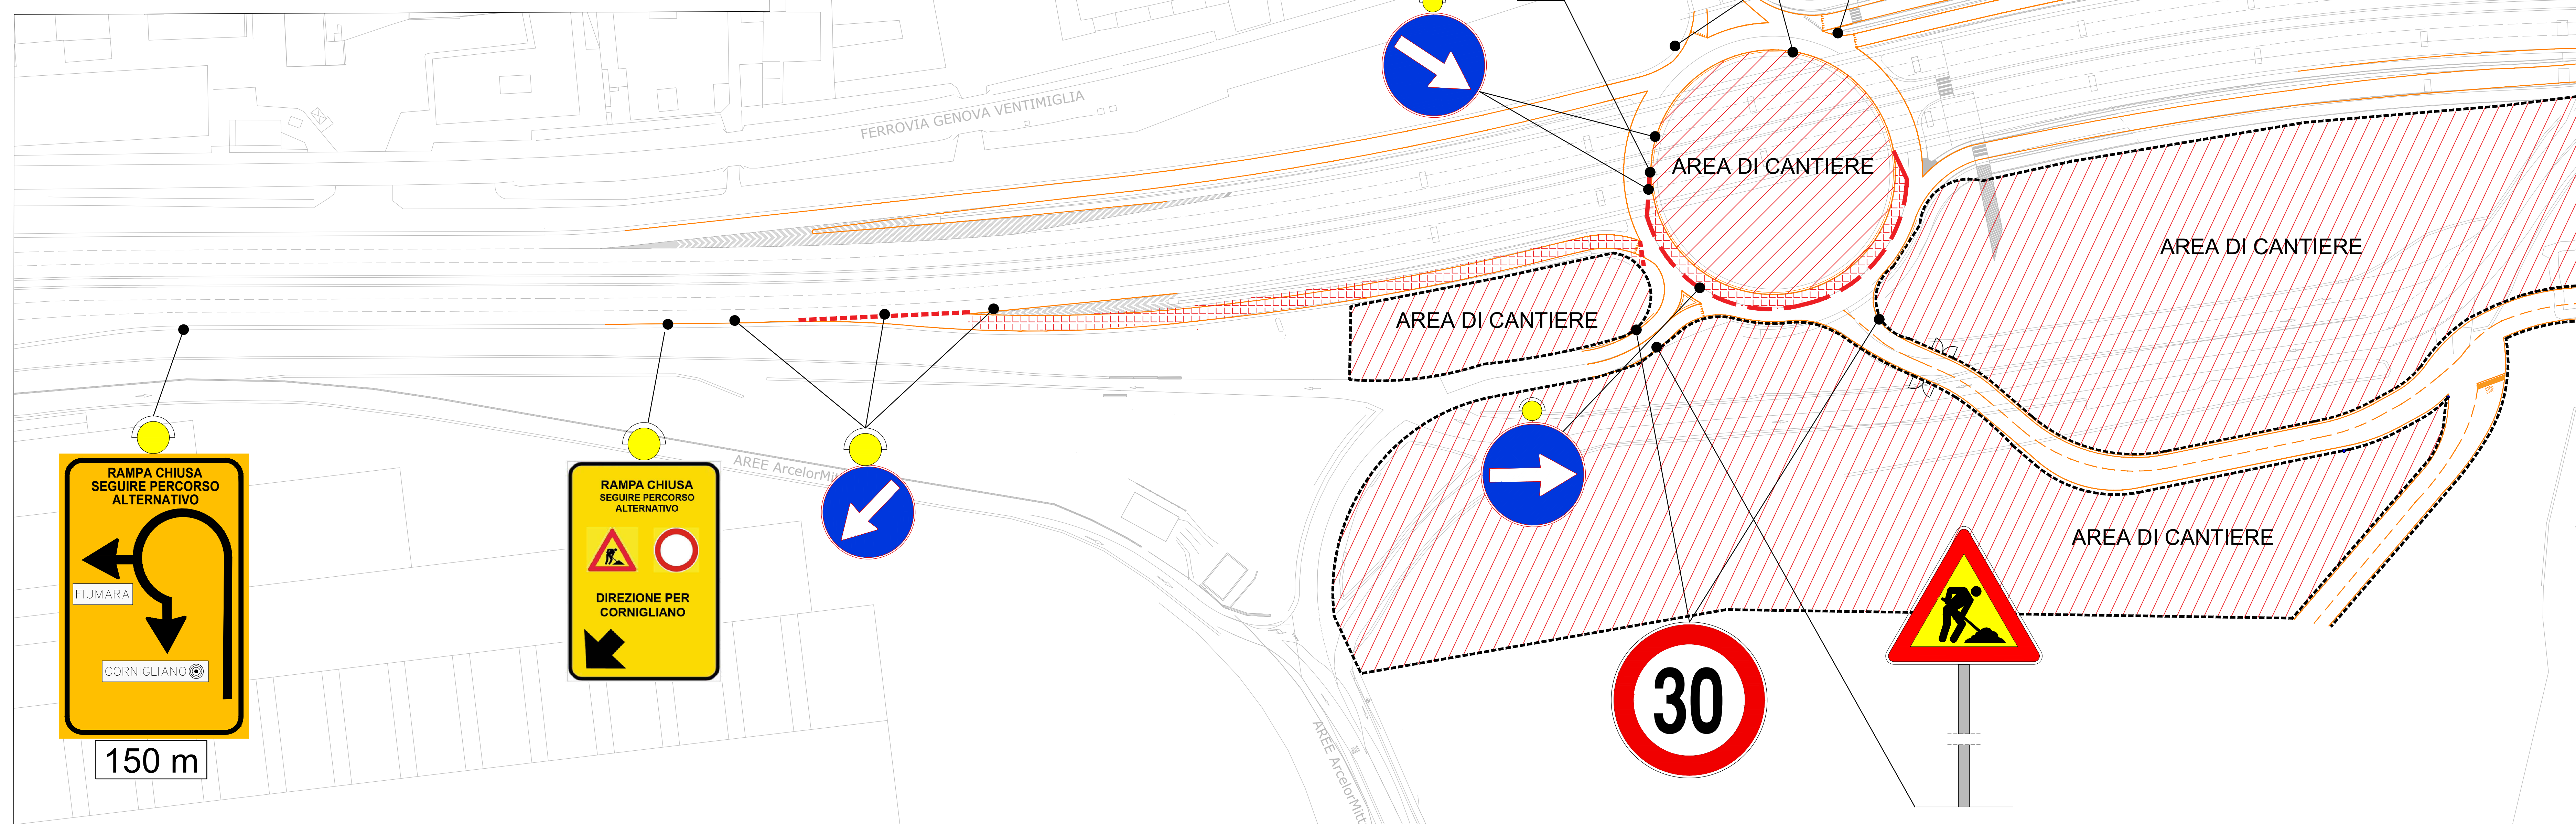 FERROVIA GENOVA VENTIMIGLIA
AREA DI CANTIERE
AREA DI CANTIERE
AREA DI CANTIERE
AREA DI CANTIERE
RAMPA CHIUSA
SEGUIRE PERCORSO
ALTERNATIVO
FIUMARA
CORNIGLIANO
150 m
RAMPA CHIUSA
SEGUIRE PERCORSO
ALTERNATIVO
DIREZIONE PER
CORNIGLIANO
AREE ArcelorMi
30
AREE ArcelorMitt